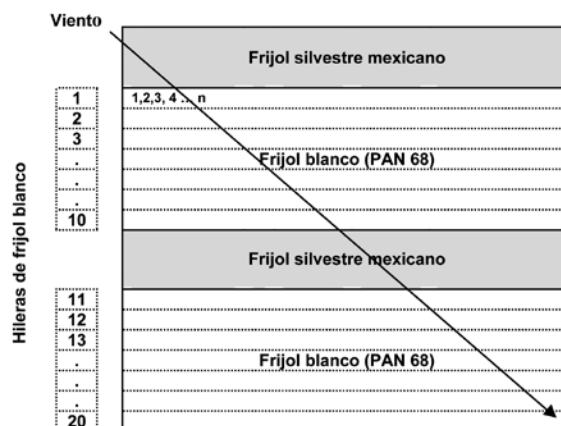 Viento
Frijol silvestre mexicano
1 1,2,3, 4 ... n
2
3
.
Frijol blanco (PAN 68)
.
.
10
Frijol silvestre mexicano
11
12
13
.
Frijol blanco (PAN 68)
.
.
20
Hileras de frijol blanco